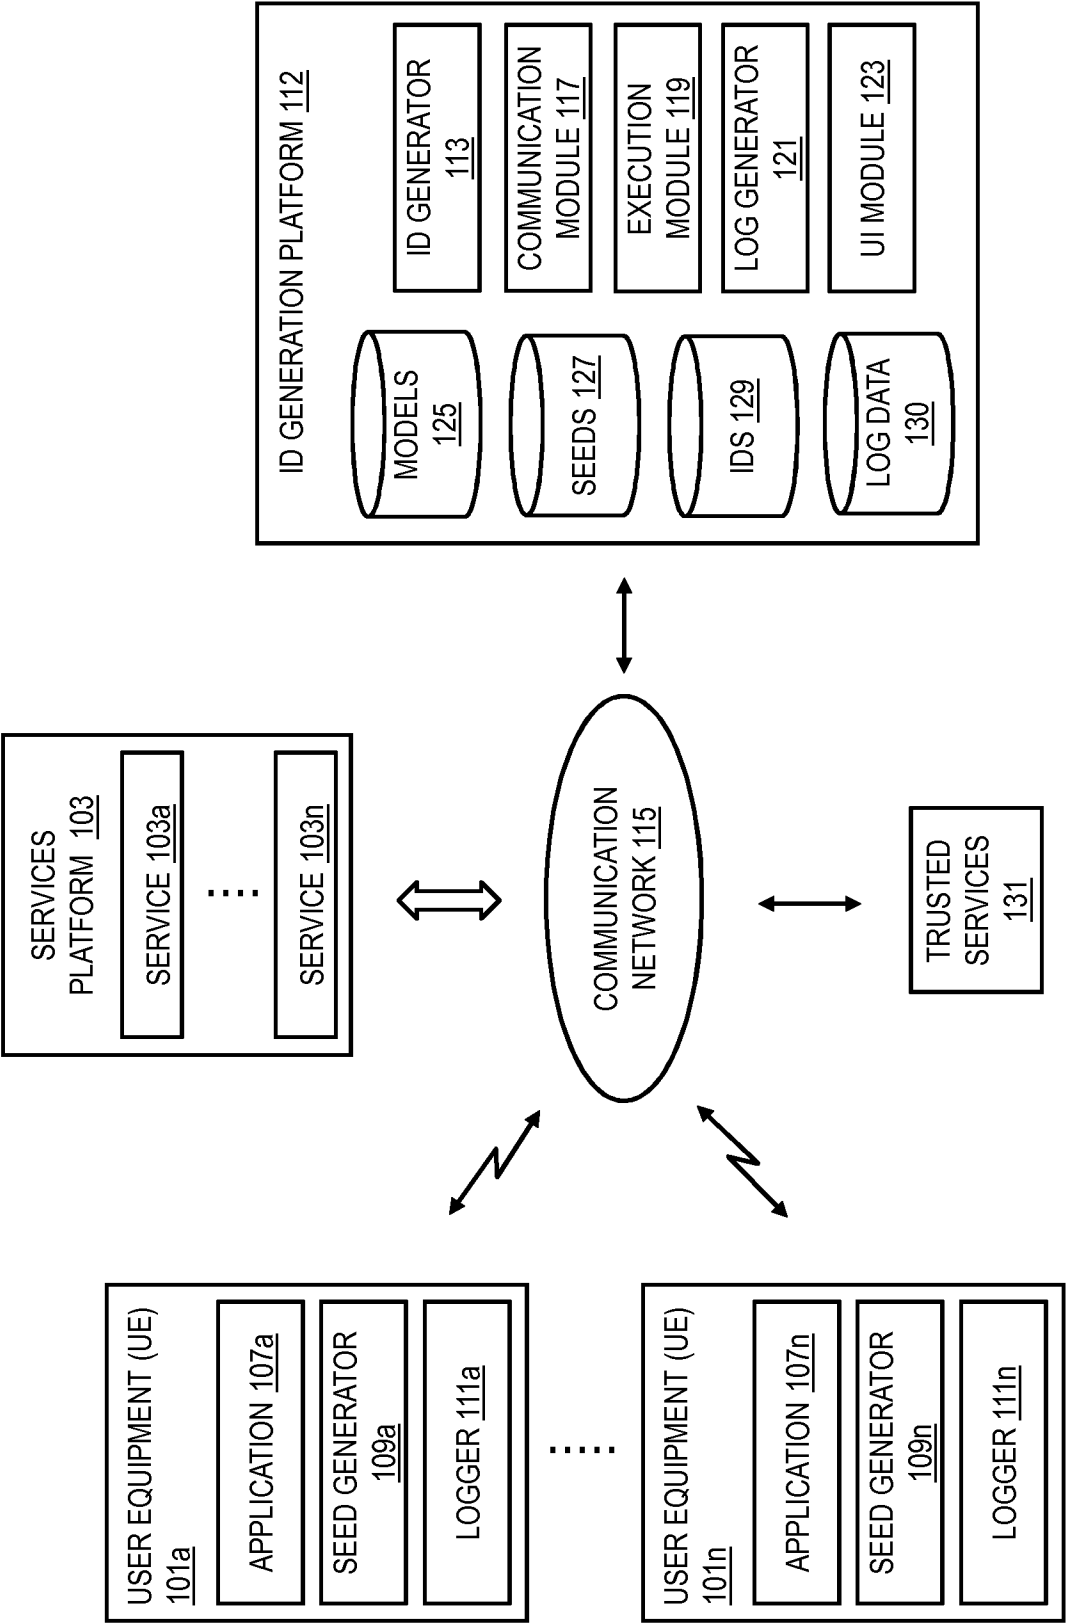 USER EQUIPMENT (UE)
101a
APPLICATION 107a
SEED GENERATOR
109a
LOGGER 111a
.....
USER EQUIPMENT (UE)
101n
APPLICATION 107n
SEED GENERATOR
109n
LOGGER 111n
SERVICES
PLATFORM 103
SERVICE 103a
....
SERVICE 103n
COMMUNICATION
NETWORK 115
TRUSTED
SERVICES
131
ID GENERATION PLATFORM 112
MODELS
125
SEEDS 127
IDS 129
LOG DATA
130
ID GENERATOR
113
COMMUNICATION
MODULE 117
EXECUTION
MODULE 119
LOG GENERATOR
121
UI MODULE 123